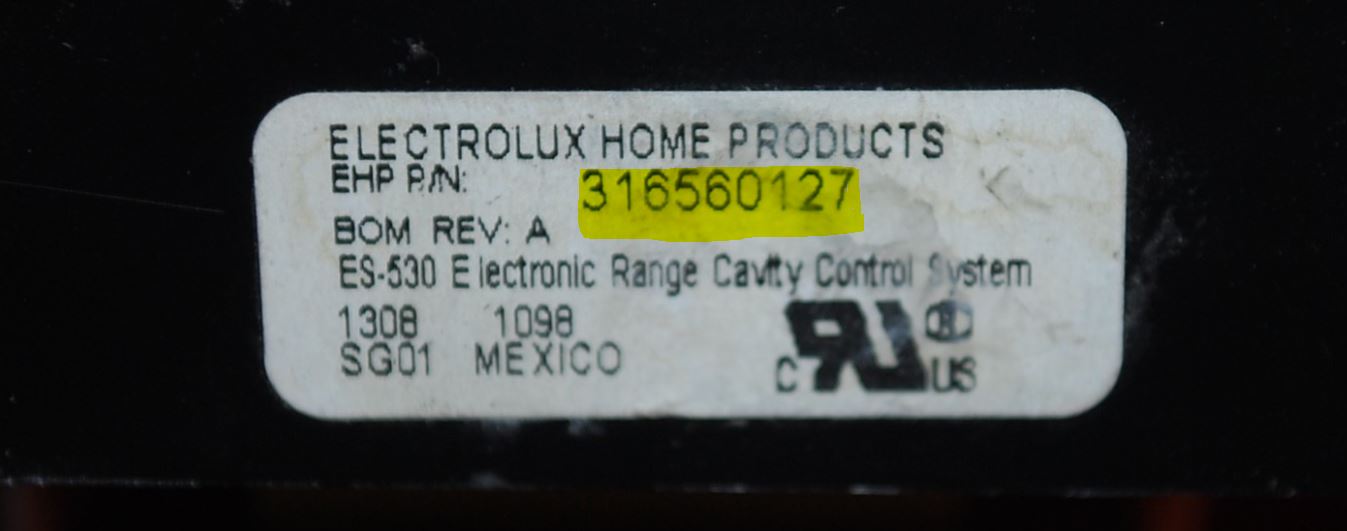 ELECTROLUX HOME PRODUCTS
EHP P/N: 316560127
BOM REV: A
ES-530 Electronic Range Cavity Control System
1308 1098
SG01 MEXICO
C RU US